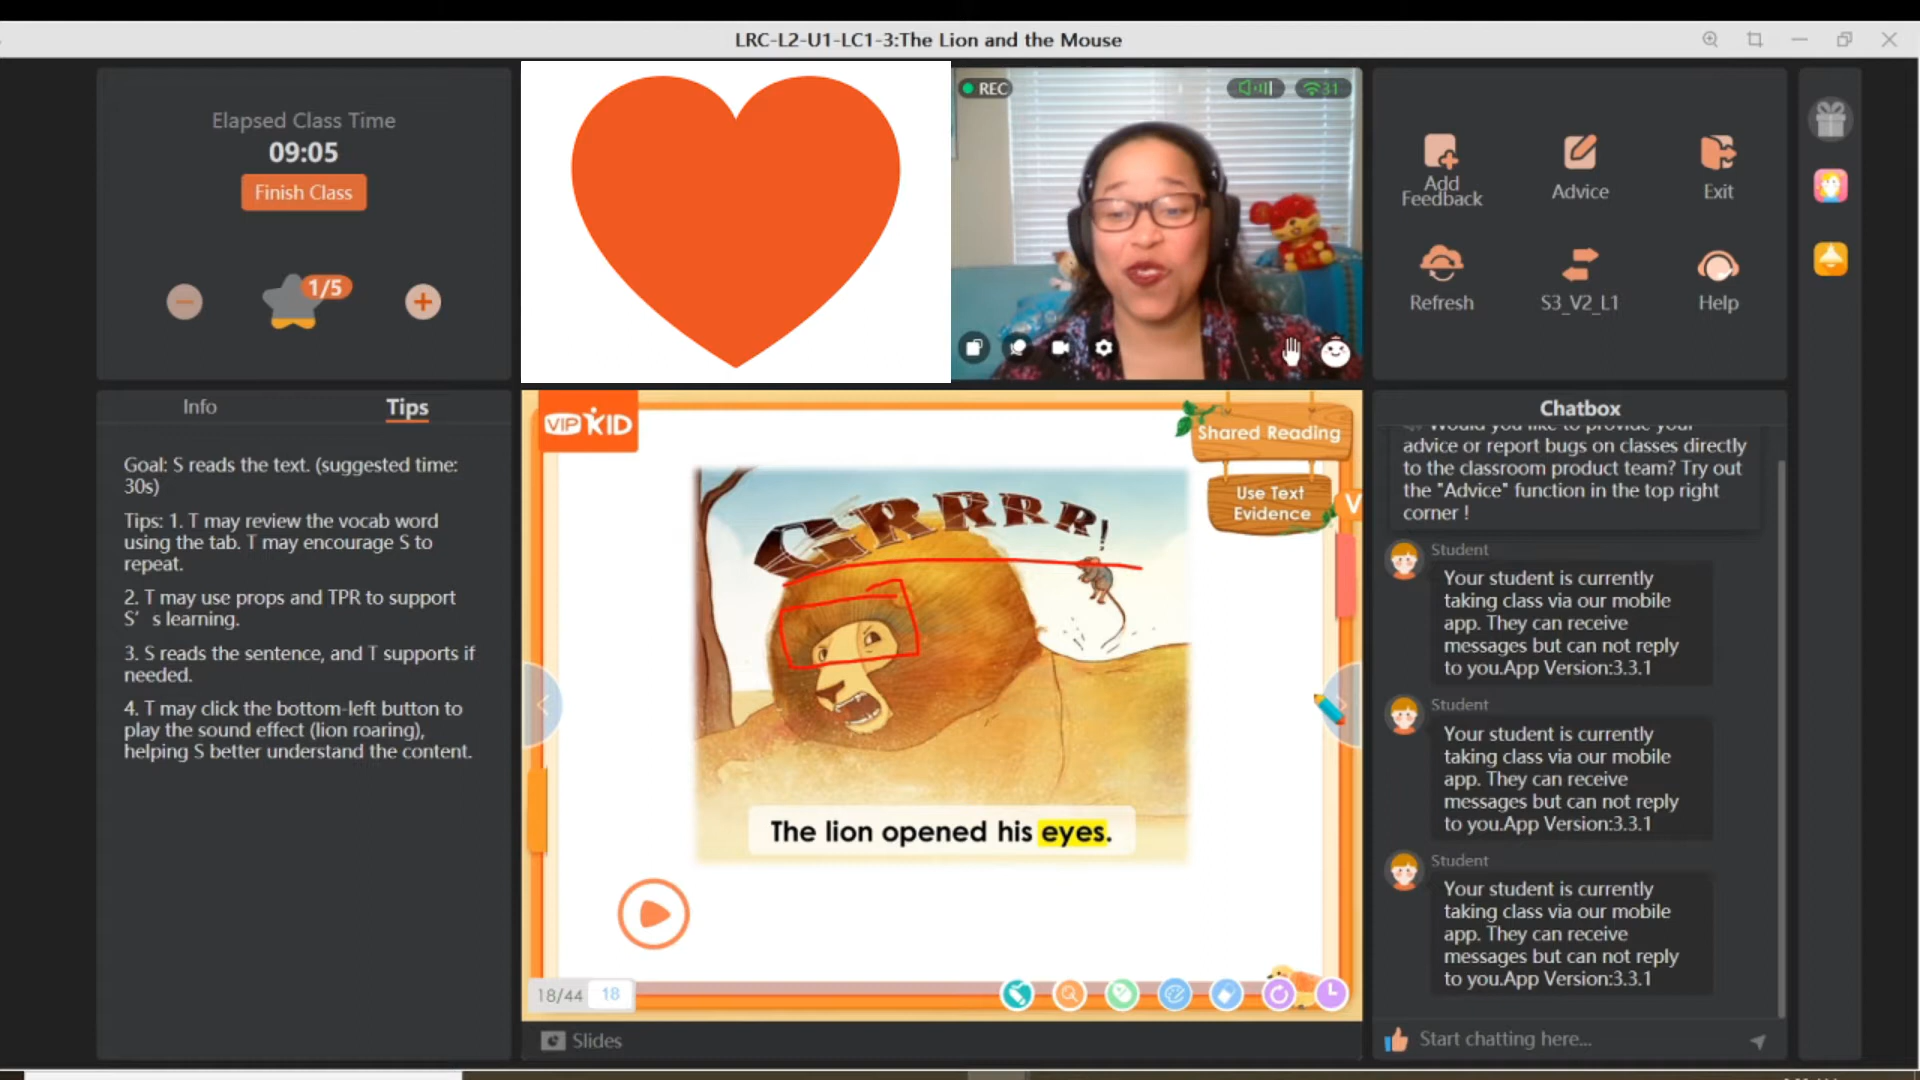 LRC-L2-U1-LC1-3:The Lion and the Mouse
Elapsed Class Time
09:05
Finish Class
1/5
REC
31
Add
Feedback
Advice
Exit
Refresh
S3_V2_L1
Help
Info
Tips
Goal: S reads the text. (suggested time:
30s)
Tips: 1. T may review the vocab word
using the tab. T may encourage S to
repeat.
2. T may use props and TPR to support
S’ s learning.
3. S reads the sentence, and T supports if
needed.
4. T may click the bottom-left button to
play the sound effect (lion roaring),
helping S better understand the content.
VIPKID
Shared Reading
Use Text
Evidence
V
GRRRR!
The lion opened his eyes.
18/44
18
Slides
Chatbox
Would you like to provide your
advice or report bugs on classes directly
to the classroom product team? Try out
the "Advice" function in the top right
corner !
Student
Your student is currently
taking class via our mobile
app. They can receive
messages but can not reply
to you.App Version:3.3.1
Student
Your student is currently
taking class via our mobile
app. They can receive
messages but can not reply
to you.App Version:3.3.1
Student
Your student is currently
taking class via our mobile
app. They can receive
messages but can not reply
to you.App Version:3.3.1
Start chatting here...